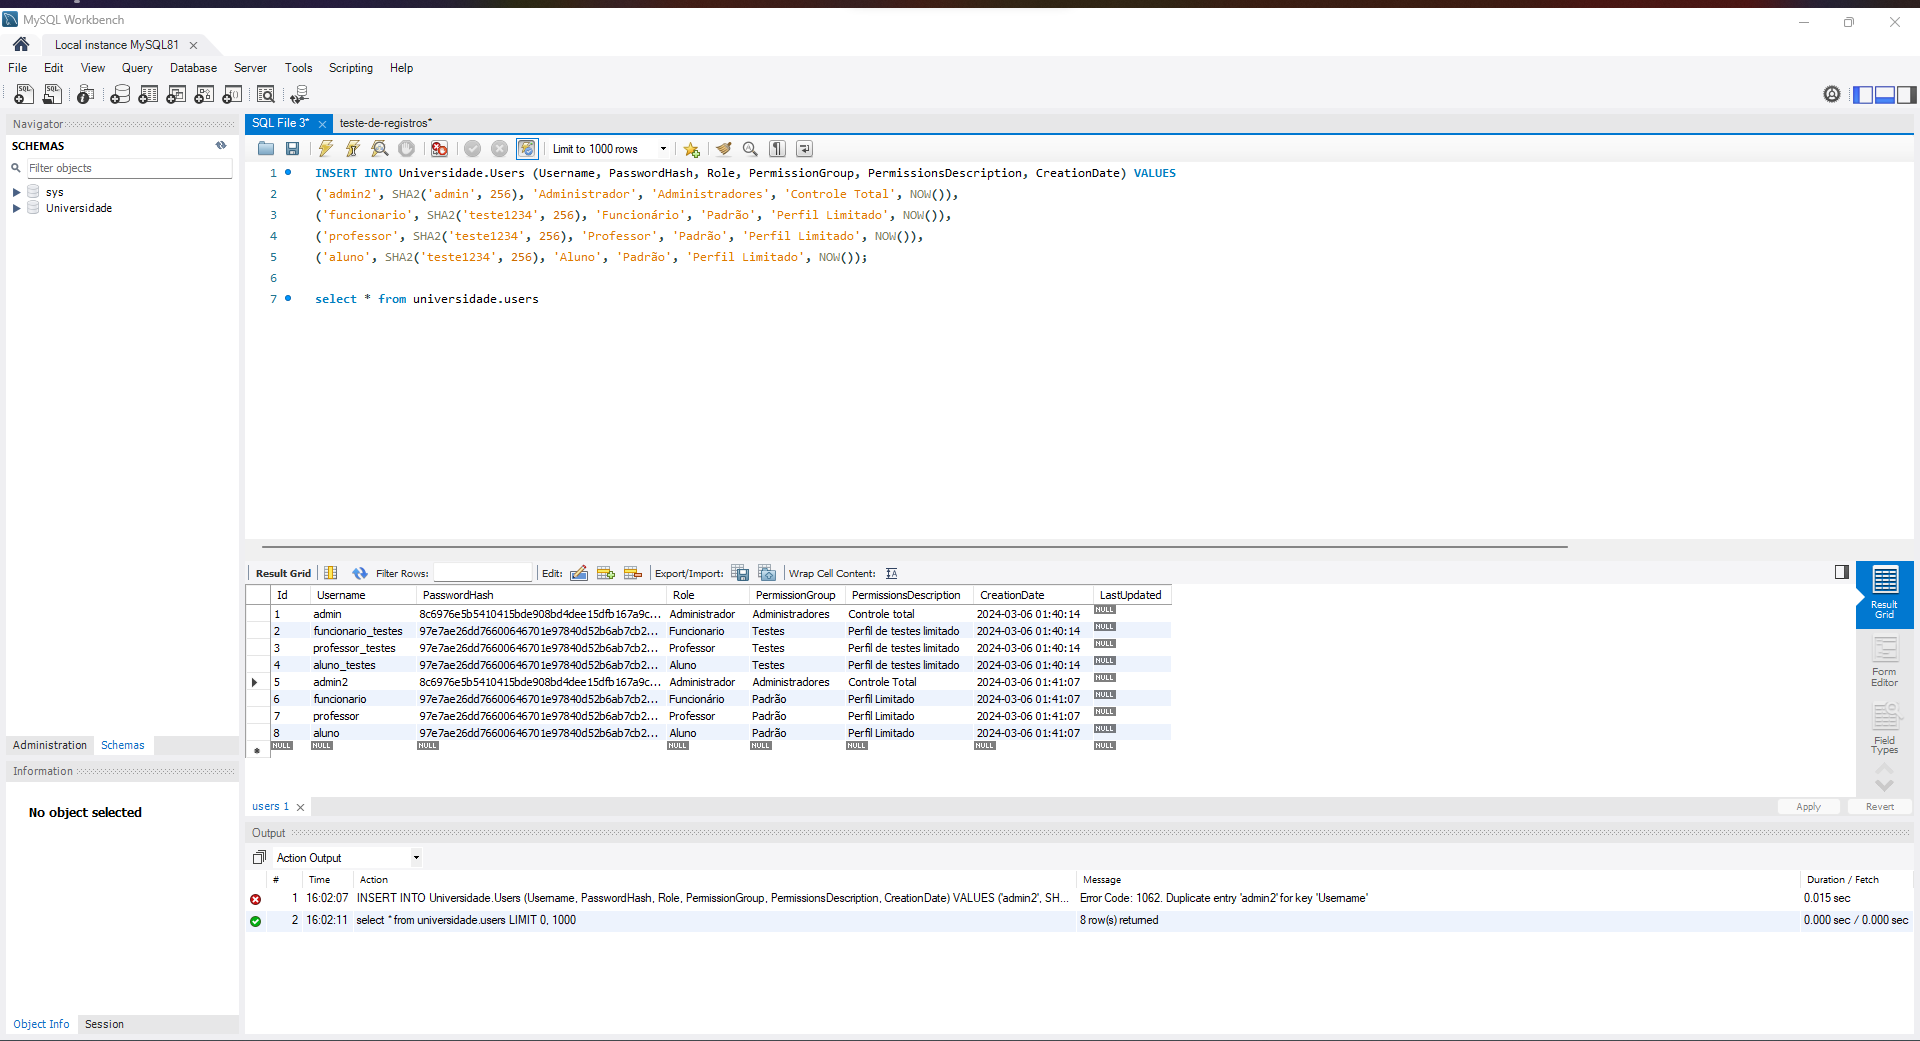 MySQL Workbench
Local instance MySQL81
File Edit View Query Database Server Tools Scripting Help
Navigator
SCHEMAS
Filter objects
sys
Universidade
Administration Schemas
Information
No object selected
Object Info Session
SQL File 3* teste-de-registros*
Limit to 1000 rows
1 INSERT INTO Universidade.Users (Username, PasswordHash, Role, PermissionGroup, PermissionsDescription, CreationDate) VALUES
2 ('admin2', SHA2('admin', 256), 'Administrador', 'Administradores', 'Controle Total', NOW()),
3 ('funcionario', SHA2('teste1234', 256), 'Funcionário', 'Padrão', 'Perfil Limitado', NOW()),
4 ('professor', SHA2('teste1234', 256), 'Professor', 'Padrão', 'Perfil Limitado', NOW()),
5 ('aluno', SHA2('teste1234', 256), 'Aluno', 'Padrão', 'Perfil Limitado', NOW());
6
7 select * from universidade.users
Result Grid Filter Rows: Edit: Export/Import: Wrap Cell Content:
Id Username PasswordHash Role PermissionGroup PermissionsDescription CreationDate LastUpdated
1 admin 8c6976e5b5410415bde908bd4dee15dfb167a9c... Administrador Administradores Controle total 2024-03-06 01:40:14 NULL
2 funcionario_testes 97e7ae26dd76600646701e97840d52b6ab7cb2... Funcionario Testes Perfil de testes limitado 2024-03-06 01:40:14 NULL
3 professor_testes 97e7ae26dd76600646701e97840d52b6ab7cb2... Professor Testes Perfil de testes limitado 2024-03-06 01:40:14 NULL
4 aluno_testes 97e7ae26dd76600646701e97840d52b6ab7cb2... Aluno Testes Perfil de testes limitado 2024-03-06 01:40:14 NULL
5 admin2 8c6976e5b5410415bde908bd4dee15dfb167a9c... Administrador Administradores Controle Total 2024-03-06 01:41:07 NULL
6 funcionario 97e7ae26dd76600646701e97840d52b6ab7cb2... Funcionário Padrão Perfil Limitado 2024-03-06 01:41:07 NULL
7 professor 97e7ae26dd76600646701e97840d52b6ab7cb2... Professor Padrão Perfil Limitado 2024-03-06 01:41:07 NULL
8 aluno 97e7ae26dd76600646701e97840d52b6ab7cb2... Aluno Padrão Perfil Limitado 2024-03-06 01:41:07 NULL
NULL NULL NULL NULL NULL NULL NULL NULL
Result
Grid
Form
Editor
Field
Types
users 1
Apply Revert
Output
Action Output
# Time Action Message Duration / Fetch
1 16:02:07 INSERT INTO Universidade.Users (Username, PasswordHash, Role, PermissionGroup, PermissionsDescription, CreationDate) VALUES ('admin2', SH... Error Code: 1062. Duplicate entry 'admin2' for key 'Username' 0.015 sec
2 16:02:11 select * from universidade.users LIMIT 0, 1000 8 row(s) returned 0.000 sec / 0.000 sec